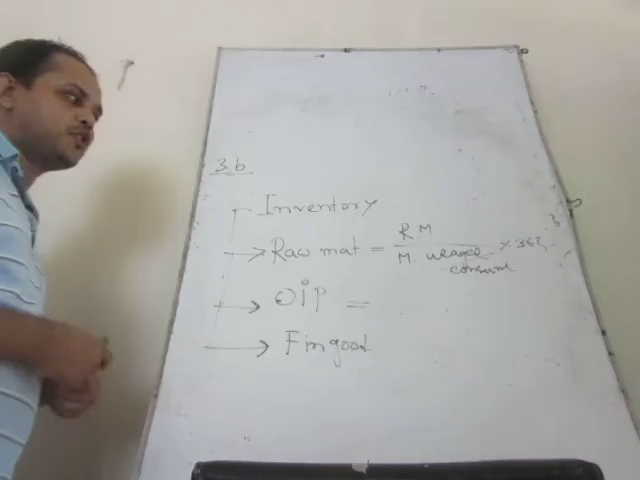 3.b
Inventory
→ Raw mat = RM / M. usage consum × 365
→ OIP =
→ Fin good